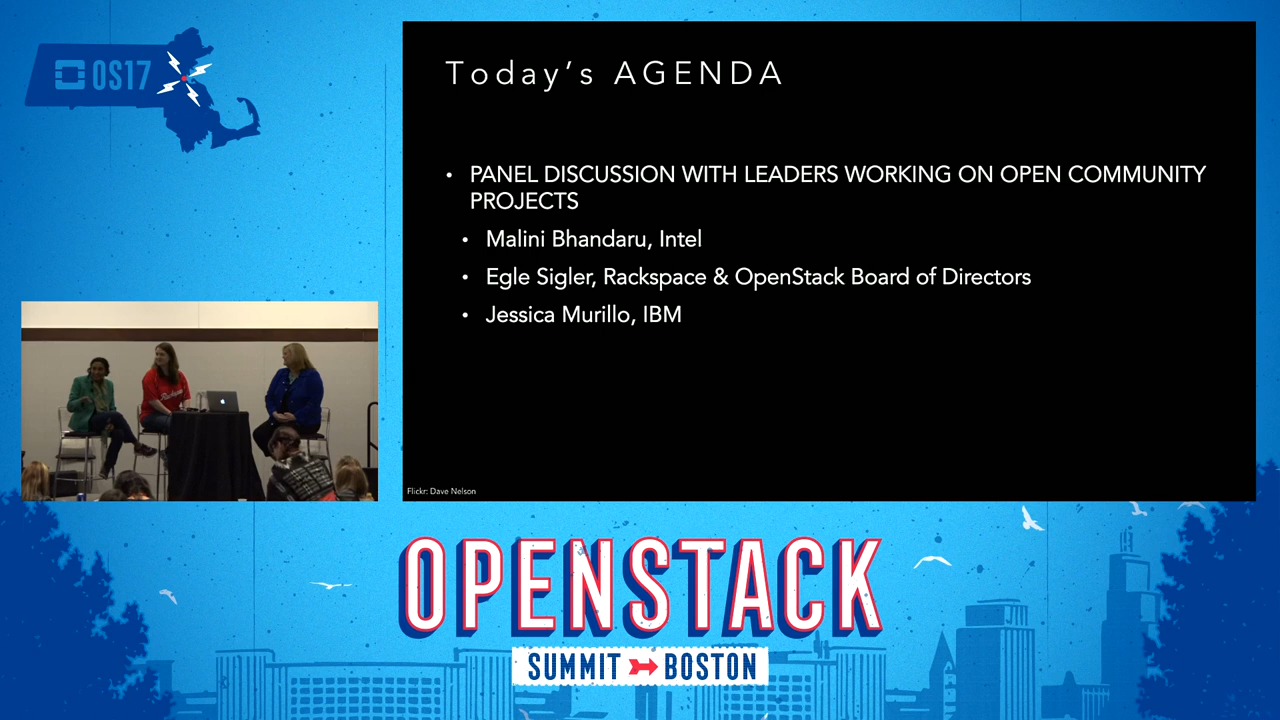 OS17
Today's AGENDA
• PANEL DISCUSSION WITH LEADERS WORKING ON OPEN COMMUNITY
PROJECTS
• Malini Bhandaru, Intel
• Egle Sigler, Rackspace & OpenStack Board of Directors
• Jessica Murillo, IBM
Flickr: Dave Nelson
OPENSTACK
SUMMIT BOSTON